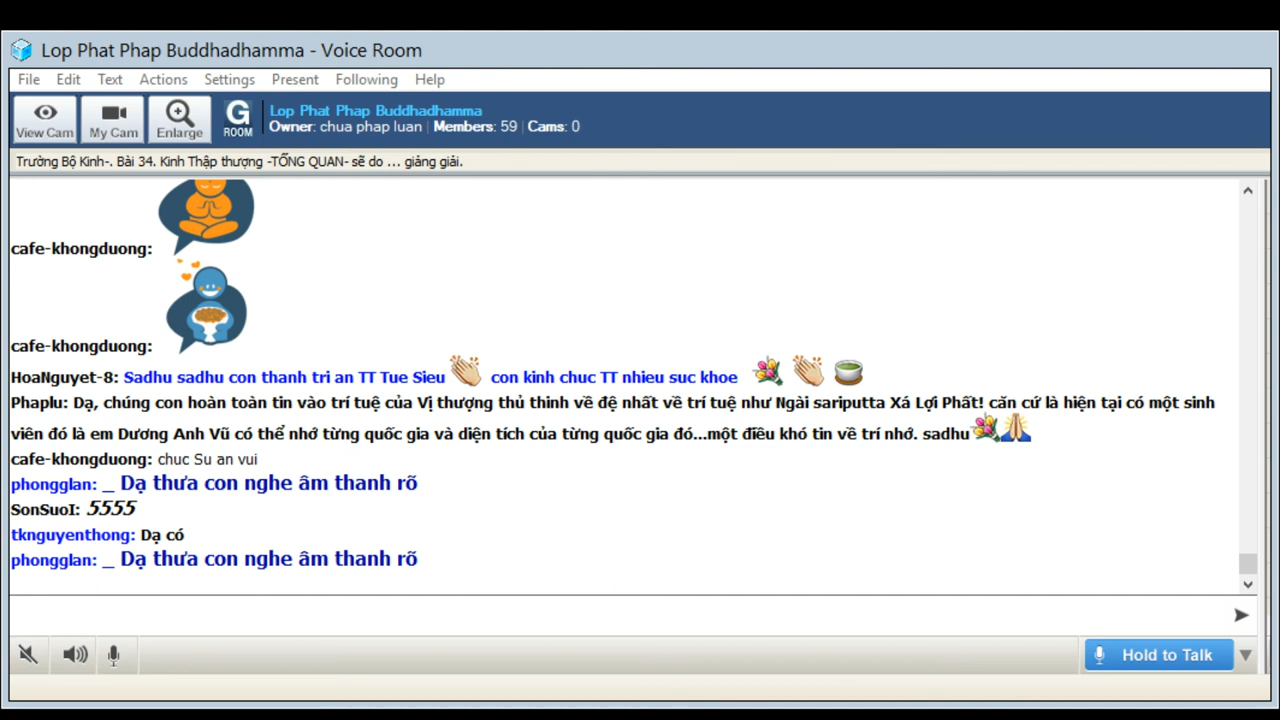 Lop Phat Phap Buddhadhamma - Voice Room
File Edit Text Actions Settings Present Following Help
View Cam My Cam Enlarge G ROOM
Lop Phat Phap Buddhadhamma
Owner: chua phap luan | Members: 59 | Cams: 0
Trường Bộ Kinh-. Bài 34. Kinh Thập thượng -TỔNG QUAN- sẽ do ... giảng giải.
cafe-khongduong:
cafe-khongduong:
HoaNguyet-8: Sadhu sadhu con thanh tri an TT Tue Sieu con kinh chuc TT nhieu suc khoe
Phaplu: Dạ, chúng con hoàn toàn tin vào trí tuệ của Vị thượng thủ thinh về đệ nhất về trí tuệ như Ngài sariputta Xá Lợi Phất! căn cứ là hiện tại có một sinh
viên đó là em Dương Anh Vũ có thể nhớ từng quốc gia và diện tích của từng quốc gia đó...một điều khó tin về trí nhớ. sadhu
cafe-khongduong: chuc Su an vui
phongglan: _ Dạ thưa con nghe âm thanh rõ
SonSuoI: 5555
tknguyenthong: Dạ có
phongglan: _ Dạ thưa con nghe âm thanh rõ
Hold to Talk